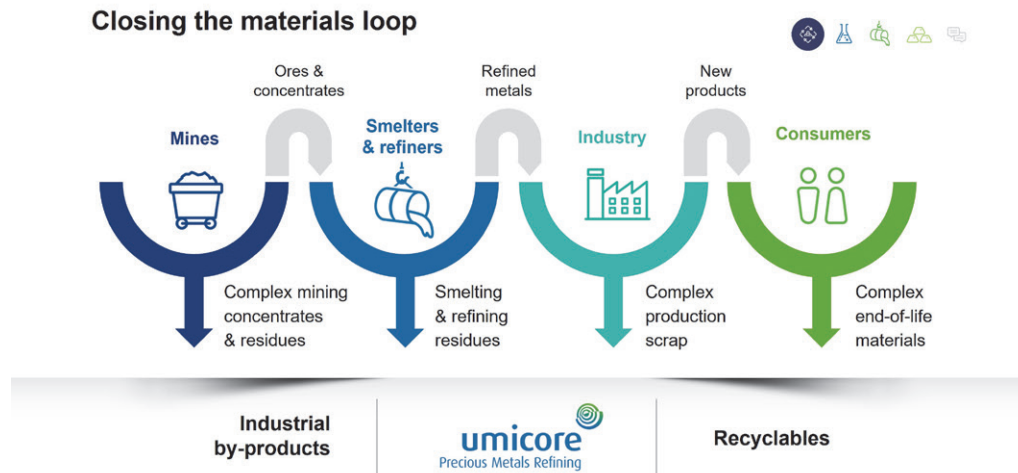 Closing the materials loop
Ores &
concentrates
Refined
metals
New
products
Mines
Smelters
& refiners
Industry
Consumers
Complex mining
concentrates
& residues
Smelting
& refining
residues
Complex
production
scrap
Complex
end-of-life
materials
Industrial
by-products
umicore
Precious Metals Refining
Recyclables